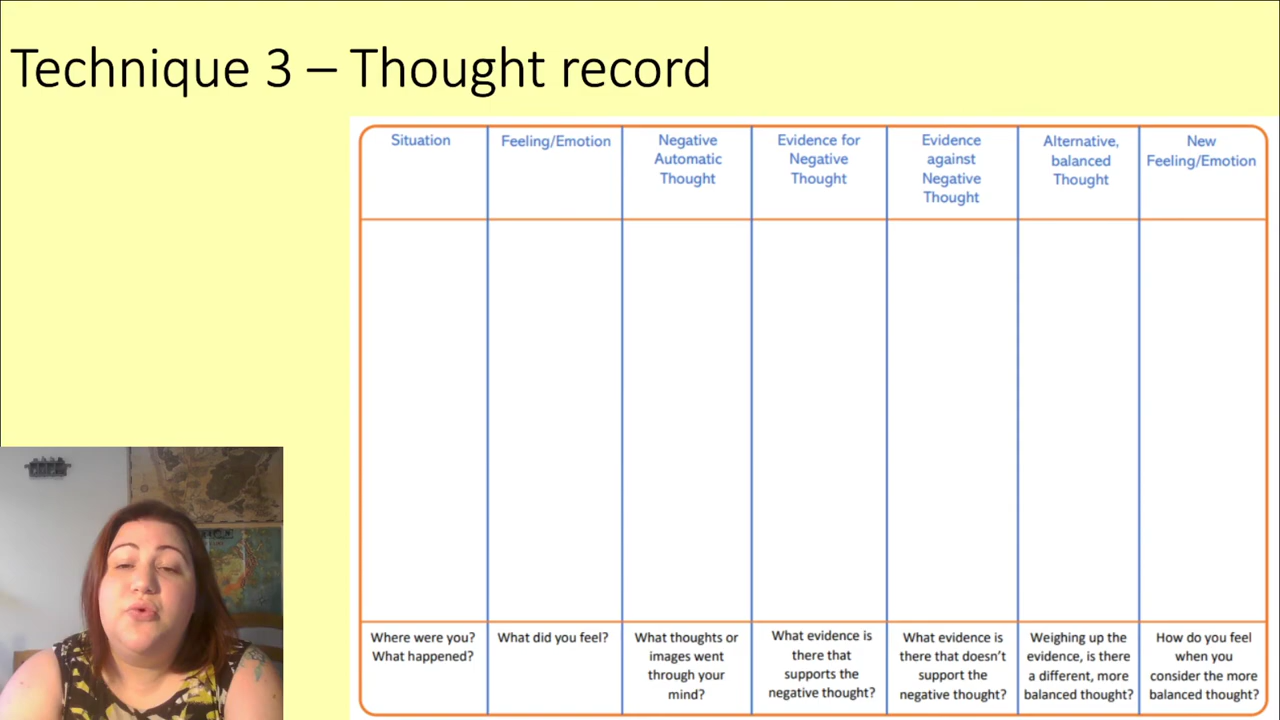 Technique 3 – Thought record
Situation
Feeling/Emotion
Negative
Automatic
Thought
Evidence for
Negative
Thought
Evidence
against
Negative
Thought
Alternative,
balanced
Thought
New
Feeling/Emotion
Where were you?
What happened?
What did you feel?
What thoughts or
images went
through your
mind?
What evidence is
there that
supports the
negative thought?
What evidence is
there that doesn’t
support the
negative thought?
Weighing up the
evidence, is there
a different, more
balanced thought?
How do you feel
when you
consider the more
balanced thought?